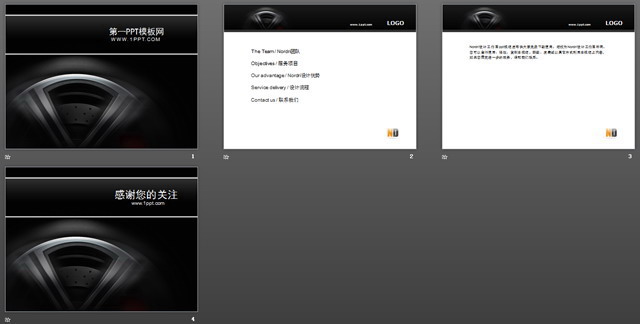 第一PPT模板网
WWW.1PPT.COM
1
www.1ppt.com
LOGO
The Team / Nordri团队
Objectives / 服务项目
Our advantage / Nordri设计优势
Service delivery / 设计流程
Contact us / 联系我们
ND
2
www.1ppt.com
LOGO
ND
3
感谢您的关注
www.1ppt.com
4